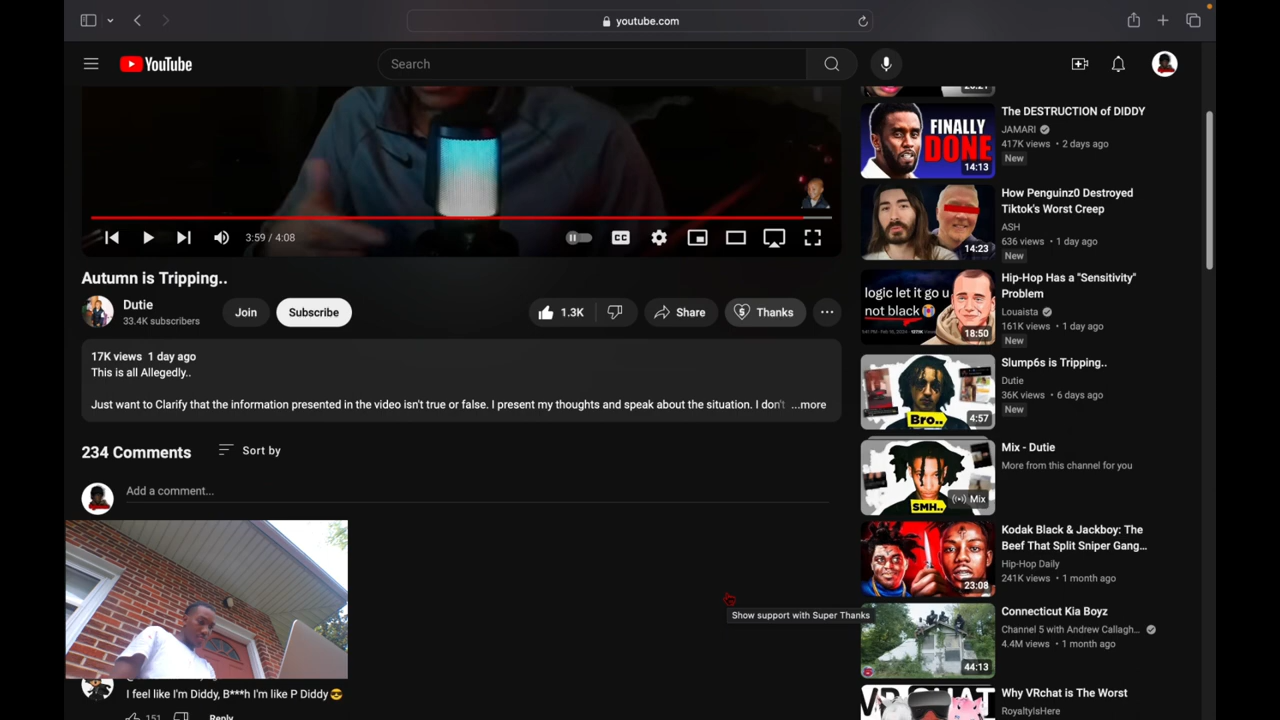 youtube.com
YouTube
Search
3:59 / 4:08
CC
Autumn is Tripping..
Dutie
33.4K subscribers
Join
Subscribe
1.3K
Share
Thanks
17K views 1 day ago
This is all Allegedly..
Just want to Clarify that the information presented in the video isn't true or false. I present my thoughts and speak about the situation. I don't ...more
234 Comments
Sort by
Add a comment...
Show support with Super Thanks
I feel like I'm Diddy, B***h I'm like P Diddy😎
151
Reply
FINALLY
DONE
14:13
The DESTRUCTION of DIDDY
JAMARI
417K views • 2 days ago
New
14:23
How Penguinz0 Destroyed
Tiktok's Worst Creep
ASH
636 views • 1 day ago
New
logic let it go u
not black
18:50
Hip-Hop Has a "Sensitivity"
Problem
Louaista
161K views • 1 day ago
New
Bro..
4:57
Slump6s is Tripping..
Dutie
36K views • 6 days ago
New
SMH..
Mix
Mix - Dutie
More from this channel for you
23:08
Kodak Black & Jackboy: The
Beef That Split Sniper Gang...
Hip-Hop Daily
241K views • 1 month ago
44:13
Connecticut Kia Boyz
Channel 5 with Andrew Callagh...
4.4M views • 1 month ago
Why VRchat is The Worst
RoyaltyIsHere